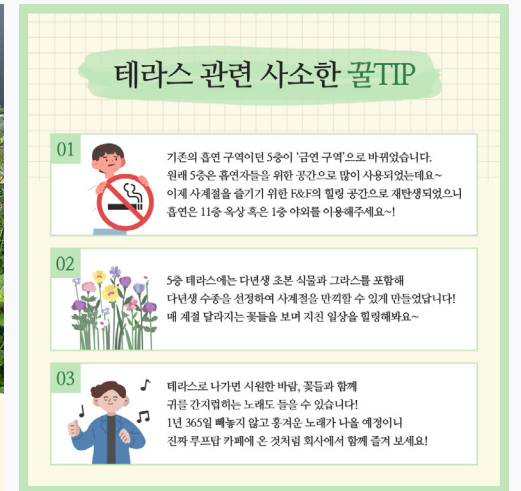 테라스 관련 사소한 꿀TIP
01
기존의 흡연 구역이던 5층이 '금연 구역'으로 바뀌었습니다.
원래 5층은 흡연자들을 위한 공간으로 많이 사용되었는데요~
이제 사계절을 즐기기 위한 F&F의 힐링 공간으로 재탄생되었으니
흡연은 11층 옥상 혹은 1층 야외를 이용해주세요~!
02
5층 테라스에는 다년생 초본 식물과 그라스를 포함해
다년생 수종을 선정하여 사계절을 만끽할 수 있게 만들었답니다!
매 계절 달라지는 꽃들을 보며 지친 일상을 힐링해봐요~
03
테라스로 나가면 시원한 바람, 꽃들과 함께
귀를 간지럽히는 노래도 들을 수 있습니다!
1년 365일 빼놓지 않고 흥겨운 노래가 나올 예정이니
진짜 루프탑 카페에 온 것처럼 회사에서 함께 즐겨 보세요!